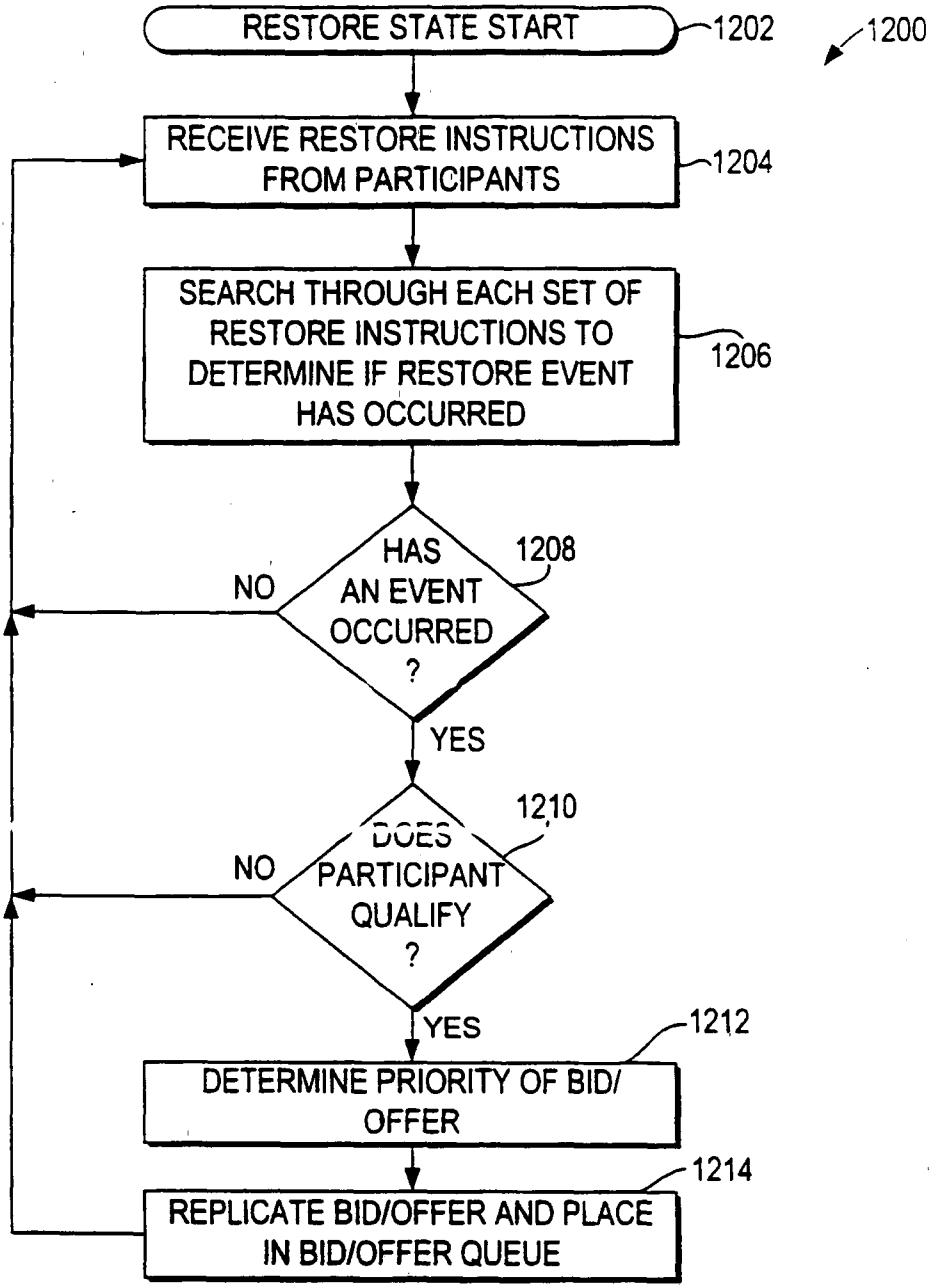 RESTORE STATE START
1202
1200
RECEIVE RESTORE INSTRUCTIONS
FROM PARTICIPANTS
1204
SEARCH THROUGH EACH SET OF
RESTORE INSTRUCTIONS TO
DETERMINE IF RESTORE EVENT
HAS OCCURRED
1206
HAS
AN EVENT
OCCURRED
?
1208
NO
YES
DOES
PARTICIPANT
QUALIFY
?
1210
NO
YES
1212
DETERMINE PRIORITY OF BID/
OFFER
1214
REPLICATE BID/OFFER AND PLACE
IN BID/OFFER QUEUE